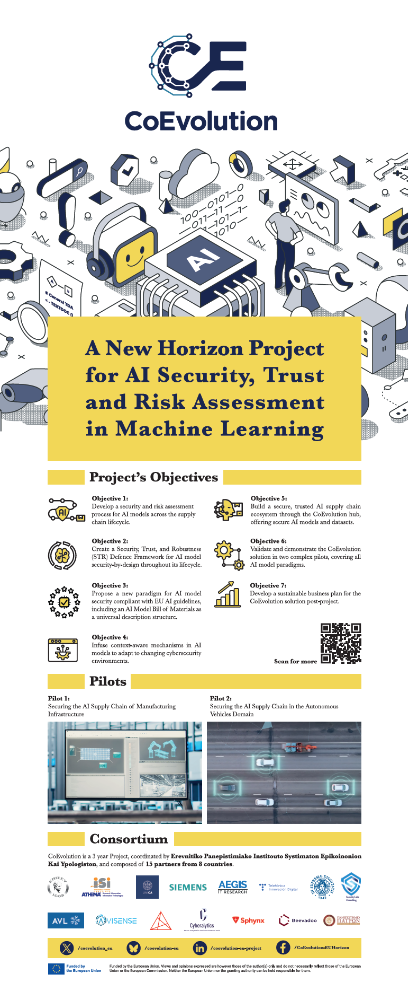 CE
CoEvolution
100—0101—0
011—11—0
—101—1—
1010—
AI
A
b
# General TDA
<- TEXTDOC ()
A New Horizon Project
for AI Security, Trust
and Risk Assessment
in Machine Learning
Project's Objectives
Objective 1:
Develop a security and risk assessment
process for AI models across the supply
chain lifecycle.
AI
Objective 2:
Create a Security, Trust, and Robustness
(STR) Defence Framework for AI model
security-by-design throughout its lifecycle.
Objective 3:
Propose a new paradigm for AI model
security compliant with EU AI guidelines,
including an AI Model Bill of Materials as
a universal description structure.
Objective 4:
Infuse context-aware mechanisms in AI
models to adapt to changing cybersecurity
environments.
Objective 5:
Build a secure, trusted AI supply chain
ecosystem through the CoEvolution hub,
offering secure AI models and datasets.
Objective 6:
Validate and demonstrate the CoEvolution
solution in two complex pilots, covering all
AI model paradigms.
Objective 7:
Develop a sustainable business plan for the
CoEvolution solution post-project.
Scan for more
Pilots
Pilot 1:
Securing the AI Supply Chain of Manufacturing
Infrastructure
Pilot 2:
Securing the AI Supply Chain in the Autonomous
Vehicles Domain
Consortium
CoEvolution is a 3 year Project, coordinated by Erevnitiko Panepistimiako Institouto Systimaton Epikoinonion
Kai Ypologiston, and composed of 15 partners from 8 countries.
ΕΠΙΣΕΥ
ICCS
iSi
ATHENA Research & Innovation
Information Technologies
UNICA
SIEMENS
AEGIS
IT RESEARCH
Telefónica
Innovación Digital
IN SUPREMÆ DIGNITATIS
1343
Security Labs
Consulting
AVL
AVISENSE
Cyberalytics
Sphynx
Beevadoo
ΠΑΝΕΠΙΣΤΗΜΙΟ
ΠΑΤΡΩΝ
/coevolution_eu
/coevolution-eu
/coevolution-eu-project
/CoEvolution-EUHorizon
Funded by
the European Union
Funded by the European Union. Views and opinions expressed are however those of the author(s) only and do not necessarily reflect those of the European
Union or the European Commission. Neither the European Union nor the granting authority can be held responsible for them.